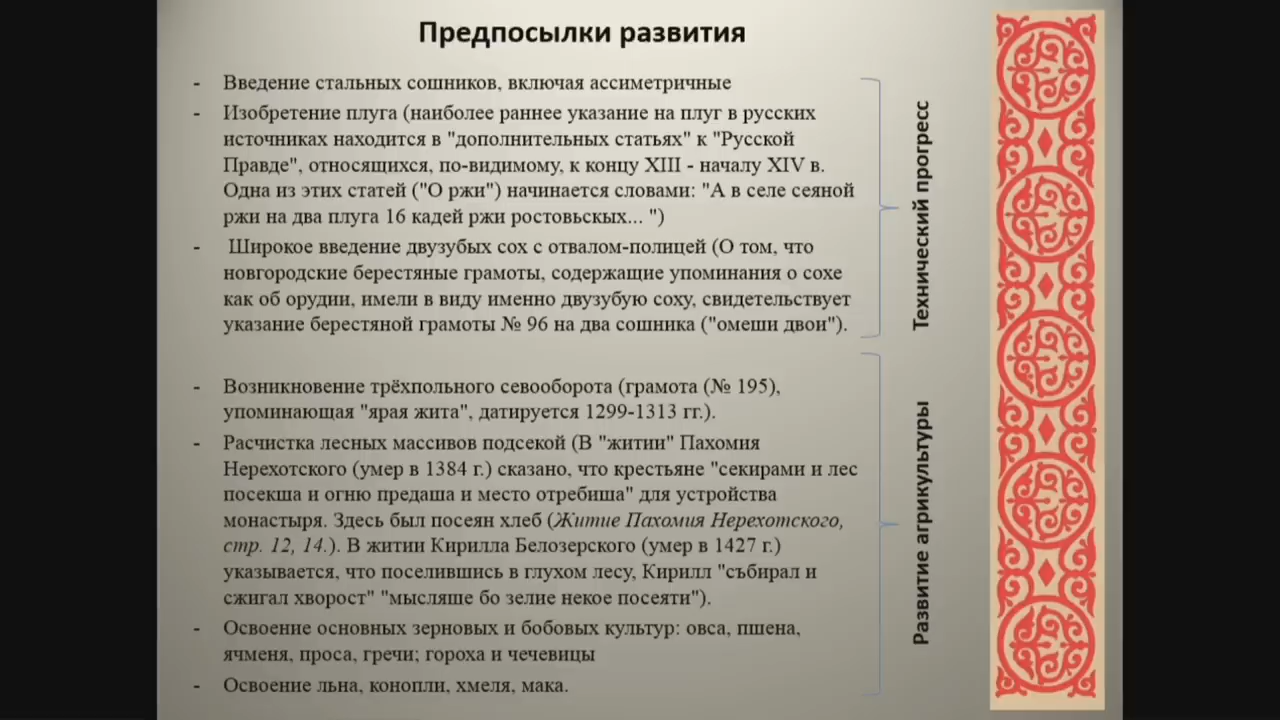 Предпосылки развития
- Введение стальных сошников, включая ассиметричные
- Изобретение плуга (наиболее раннее указание на плуг в русских
источниках находится в "дополнительных статьях" к "Русской
Правде", относящихся, по-видимому, к концу XIII - началу XIV в.
Одна из этих статей ("О ржи") начинается словами: "А в селе сеяной
ржи на два плуга 16 кадей ржи ростовьскых... ")
- Широкое введение двузубых сох с отвалом-полицей (О том, что
новгородские берестяные грамоты, содержащие упоминания о сохе
как об орудии, имели в виду именно двузубую соху, свидетельствует
указание берестяной грамоты № 96 на два сошника ("омеши двои").
Технический прогресс
- Возникновение трёхпольного севооборота (грамота (№ 195),
упоминающая "ярая жита", датируется 1299-1313 гг.).
- Расчистка лесных массивов подсекой (В "житии" Пахомия
Нерехотского (умер в 1384 г.) сказано, что крестьяне "секирами и лес
посекша и огню предаша и место отребиша" для устройства
монастыря. Здесь был посеян хлеб (Житие Пахомия Нерехотского,
стр. 12, 14.). В житии Кирилла Белозерского (умер в 1427 г.)
указывается, что поселившись в глухом лесу, Кирилл "събирал и
сжигал хворост" "мысляше бо зелие некое посеяти").
- Освоение основных зерновых и бобовых культур: овса, пшена,
ячменя, проса, гречи; гороха и чечевицы
- Освоение льна, конопли, хмеля, мака.
Развитие агрикультуры